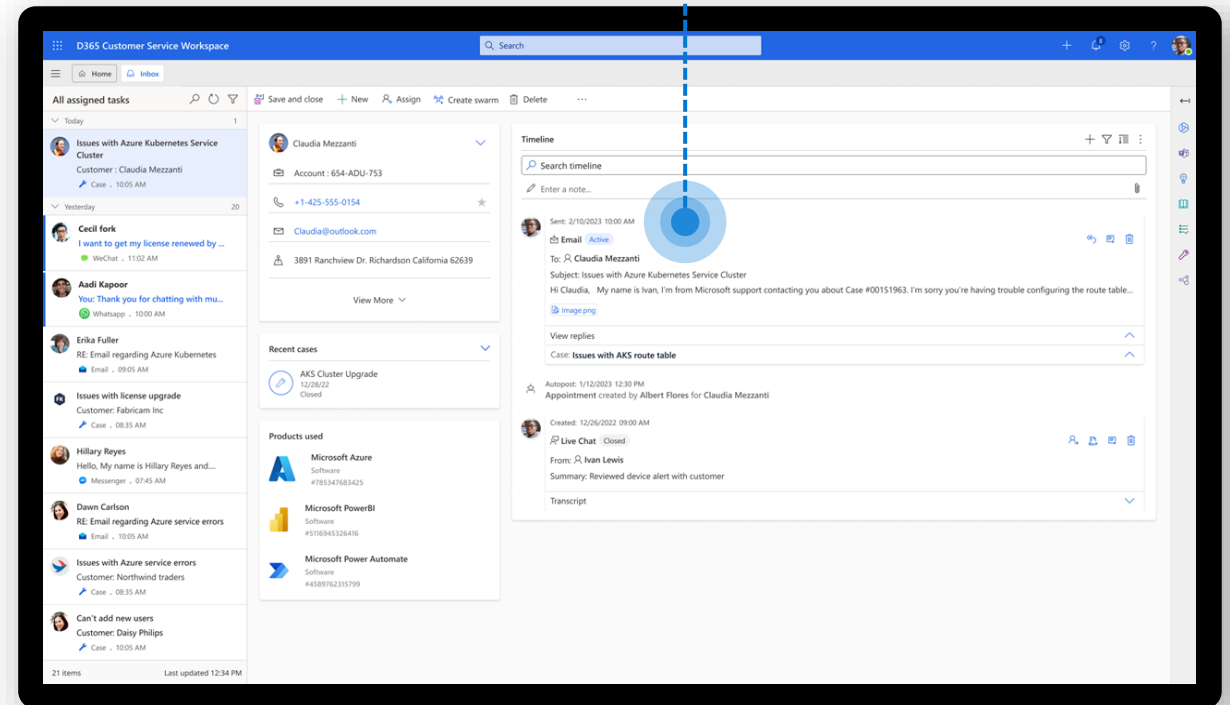 D365 Customer Service Workspace
Search
8
?
Home
Inbox
All assigned tasks
Today
1
Issues with Azure Kubernetes Service
Cluster
Customer : Claudia Mezzanti
Case . 10:05 AM
Yesterday
20
Cecil fork
I want to get my license renewed by ...
WeChat . 11:02 AM
Aadi Kapoor
You: Thank you for chatting with mu...
Whatsapp . 10:00 AM
Erika Fuller
RE: Email regarding Azure Kubernetes
Email . 09:05 AM
FK
Issues with license upgrade
Customer: Fabricam Inc
Case . 08:35 AM
Hillary Reyes
Hello, My name is Hillary Reyes and...
Messenger . 07:45 AM
Dawn Carlson
RE: Email regarding Azure service errors
Email . 10:05 AM
Issues with Azure service errors
Customer: Northwind traders
Case . 08:35 AM
Can't add new users
Customer: Daisy Philips
Case . 10:05 AM
21 items
Last updated 12:34 PM
Save and close
New
Assign
Create swarm
Delete
...
Claudia Mezzanti
Account : 654-ADU-753
+1-425-555-0154
Claudia@outlook.com
3891 Ranchview Dr. Richardson California 62639
View More
Recent cases
AKS Cluster Upgrade
12/28/22
Closed
Products used
Microsoft Azure
Software
#785347683425
Microsoft PowerBI
Software
#5116945326416
Microsoft Power Automate
Software
#4589762315799
Timeline
Search timeline
Enter a note...
Sent: 2/10/2023 10:00 AM
Email Active
To: Claudia Mezzanti
Subject: Issues with Azure Kubernetes Service Cluster
Hi Claudia, My name is Ivan, I'm from Microsoft support contacting you about Case #00151963. I'm sorry you're having trouble configuring the route table...
Image.png
View replies
Case: Issues with AKS route table
Autopost: 1/12/2023 12:30 PM
Appointment created by Albert Flores for Claudia Mezzanti
Created: 12/26/2022 09:00 AM
Live Chat Closed
From: Ivan Lewis
Summary: Reviewed device alert with customer
Transcript